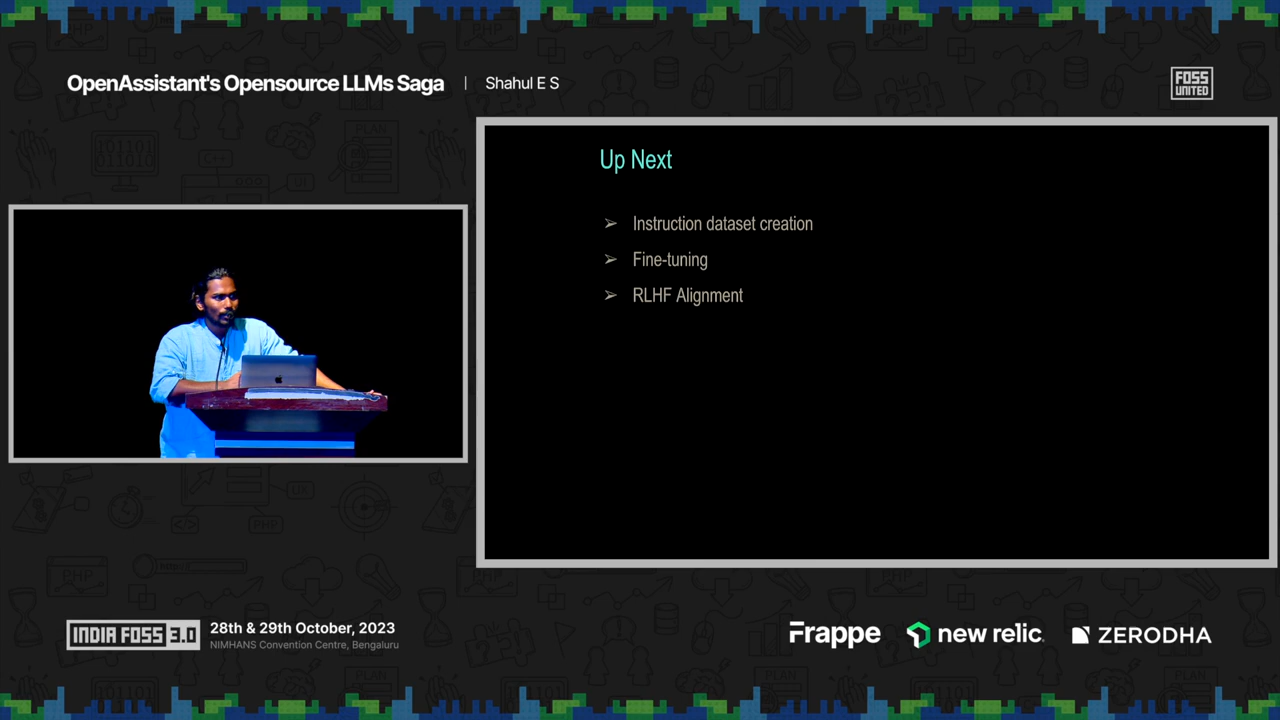 OpenAssistant's Opensource LLMs Saga | Shahul E S
FOSS
UNITED
Up Next
➢ Instruction dataset creation
➢ Fine-tuning
➢ RLHF Alignment
INDIA FOSS 3.0
28th & 29th October, 2023
NIMHANS Convention Centre, Bengaluru
Frappe
new relic
ZERODHA